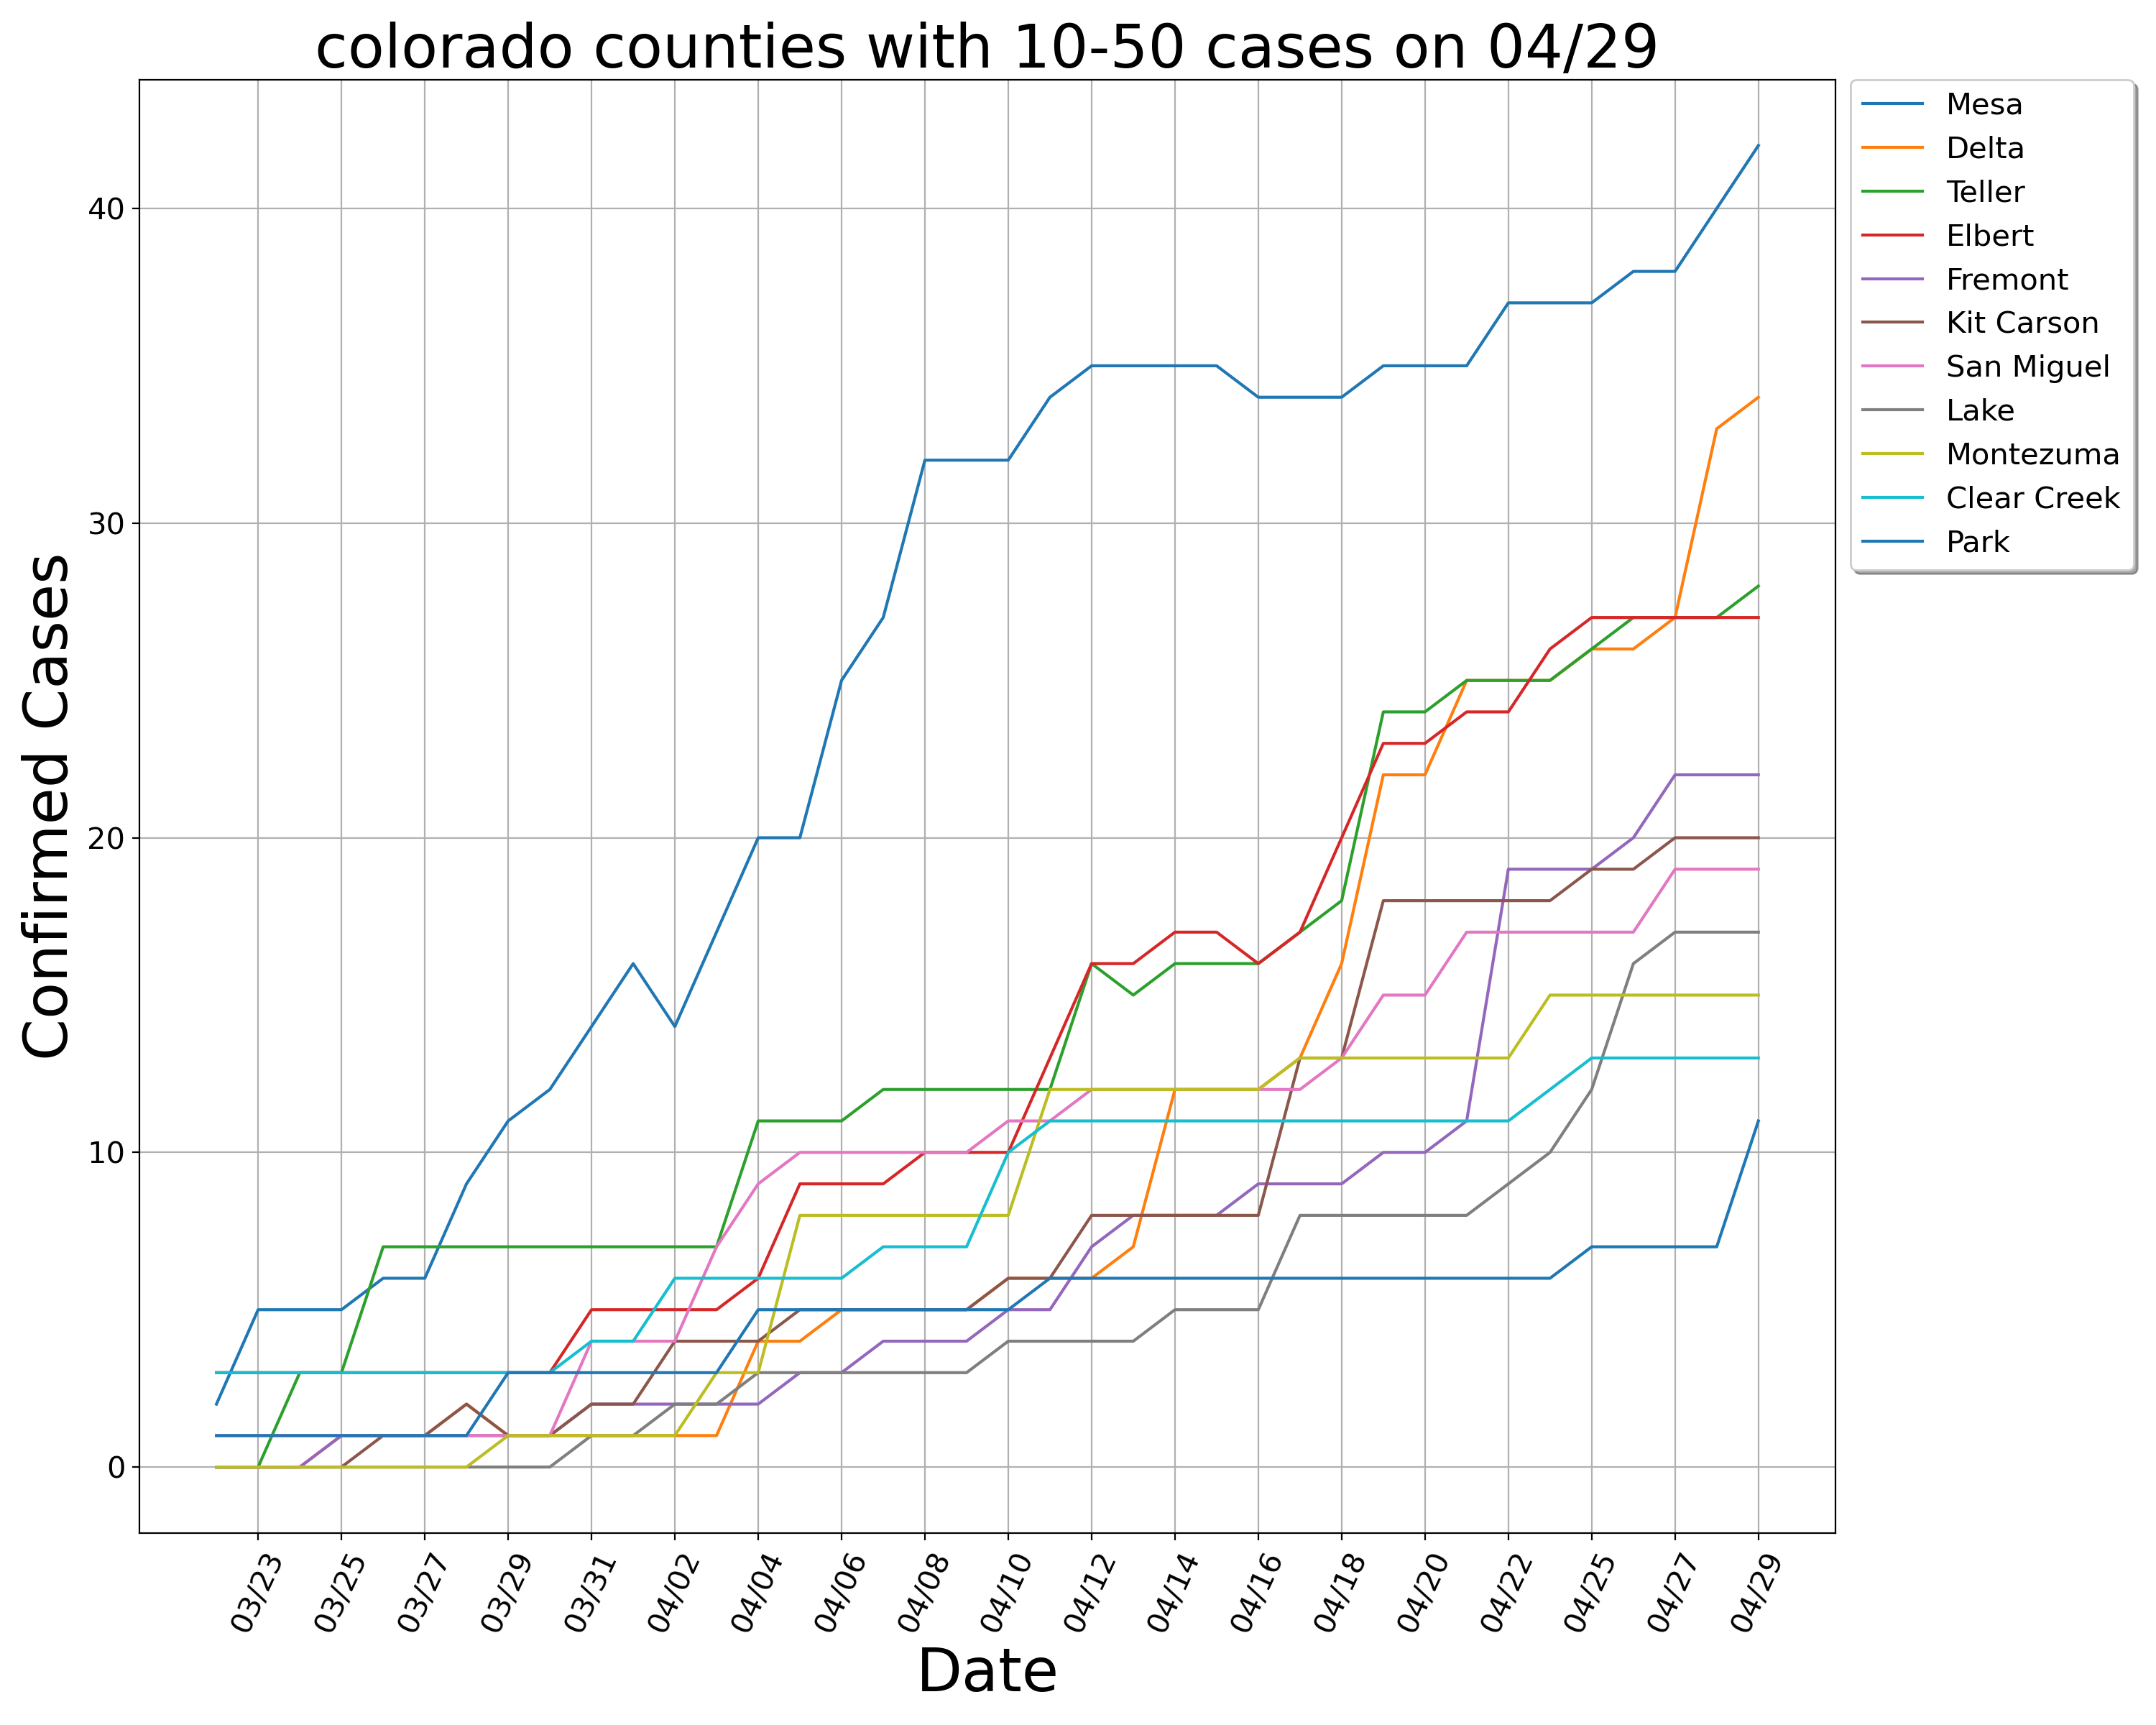 colorado counties with 10-50 cases on 04/29
Confirmed Cases
40
30
20
10
0
03/23
03/25
03/27
03/29
03/31
04/02
04/04
04/06
04/08
04/10
04/12
04/14
04/16
04/18
04/20
04/22
04/25
04/27
04/29
Date
Mesa
Delta
Teller
Elbert
Fremont
Kit Carson
San Miguel
Lake
Montezuma
Clear Creek
Park